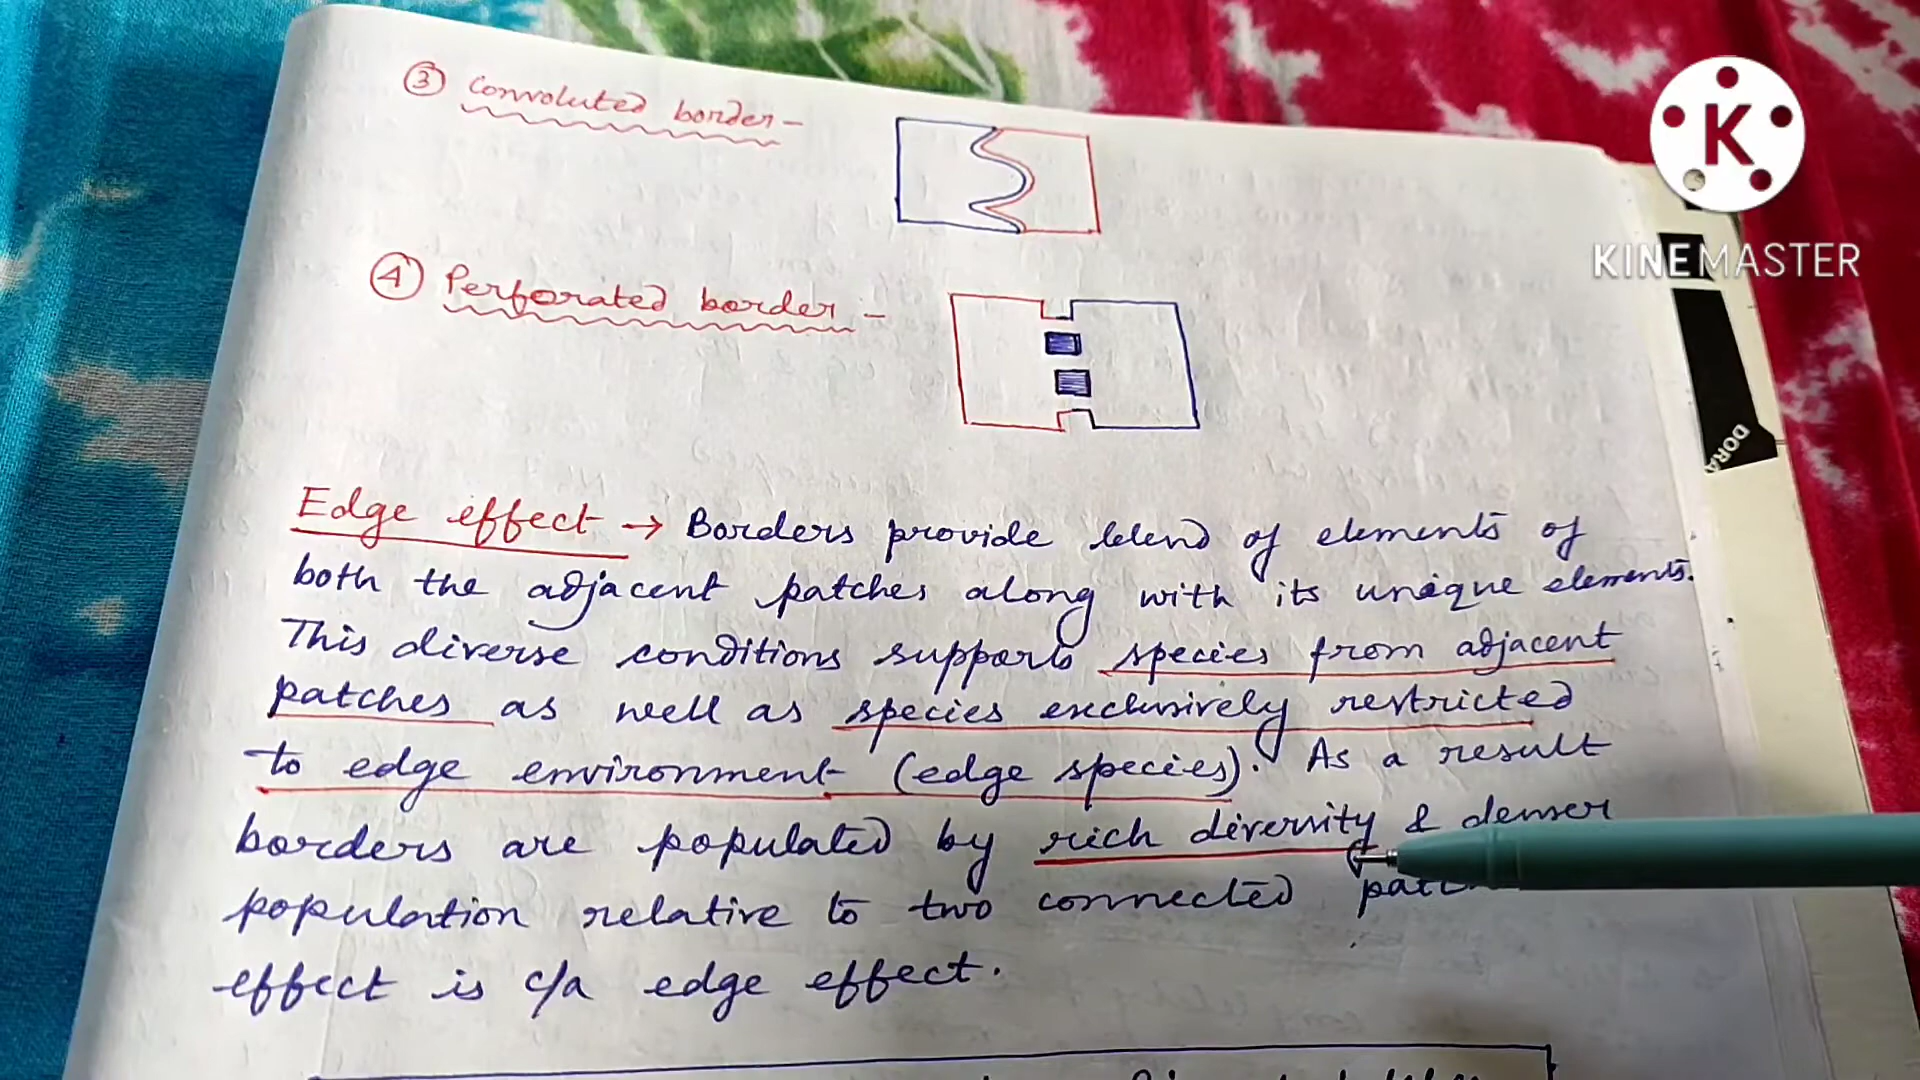 ③ Convoluted border -
④ Perforated border -
Edge effect → Borders provide blend of elements of
both the adjacent patches along with its unique elements.
This diverse conditions supports species from adjacent
patches as well as species exclusively restricted
to edge environment (edge species). As a result
borders are populated by rich diversity & denser
population relative to two connected
effect is c/a edge effect.
K
KINEMASTER
DORA